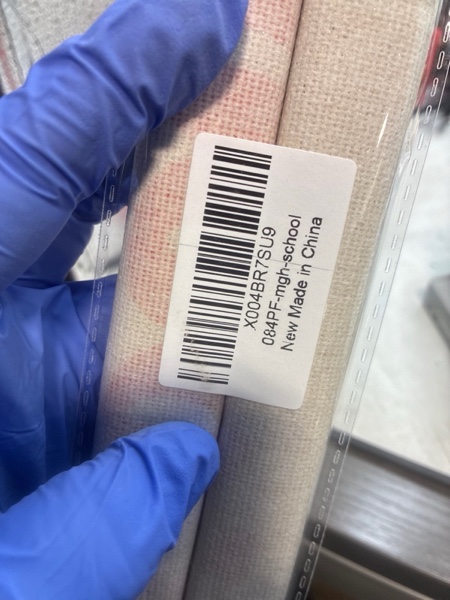 X004BR7SU9
084PF-mgh-school
New Made in China